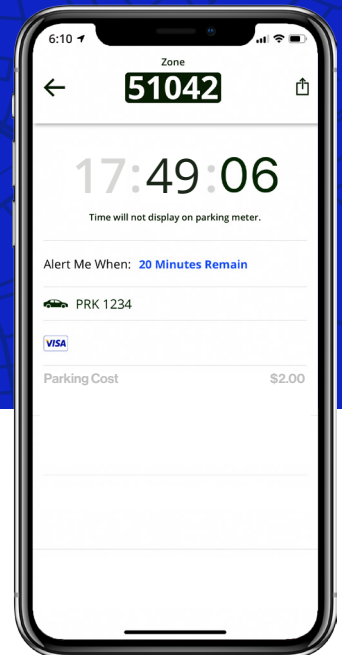 6:10
Zone
51042
17:49:06
Time will not display on parking meter.
Alert Me When: 20 Minutes Remain
PRK 1234
VISA
Parking Cost $2.00